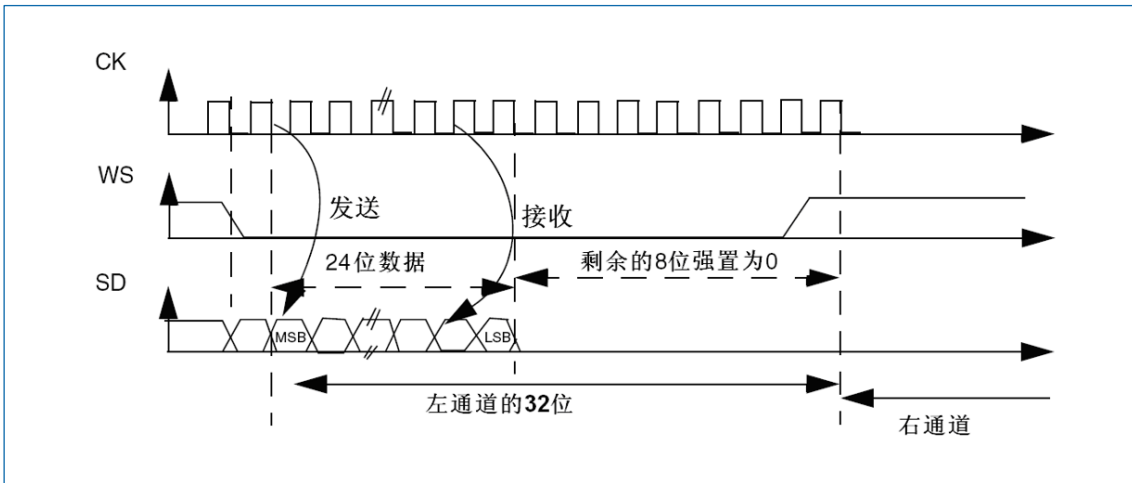 CK
WS
发送
接收
24位数据
剩余的8位强置为0
SD
MSB
LSB
左通道的32位
右通道